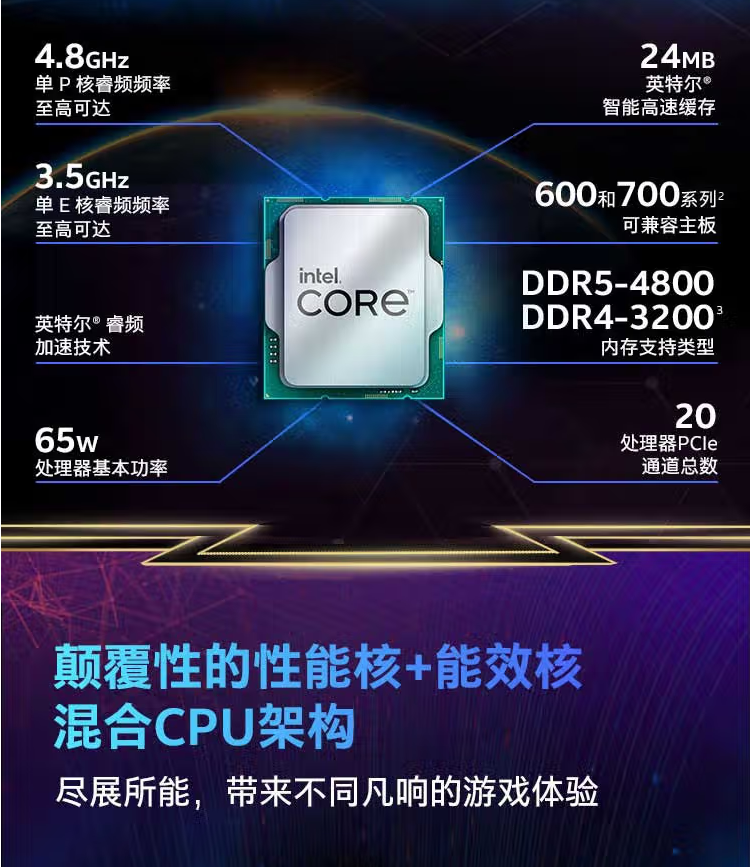 4.8GHz
单 P 核睿频频率
至高可达
24MB
英特尔®
智能高速缓存
3.5GHz
单 E 核睿频频率
至高可达
600和700系列²
可兼容主板
intel.
CORE™
英特尔® 睿频
加速技术
DDR5-4800
DDR4-3200³
内存支持类型
65W
处理器基本功率
20
处理器PCIe
通道总数
颠覆性的性能核+能效核
混合CPU架构
尽展所能，带来不同凡响的游戏体验